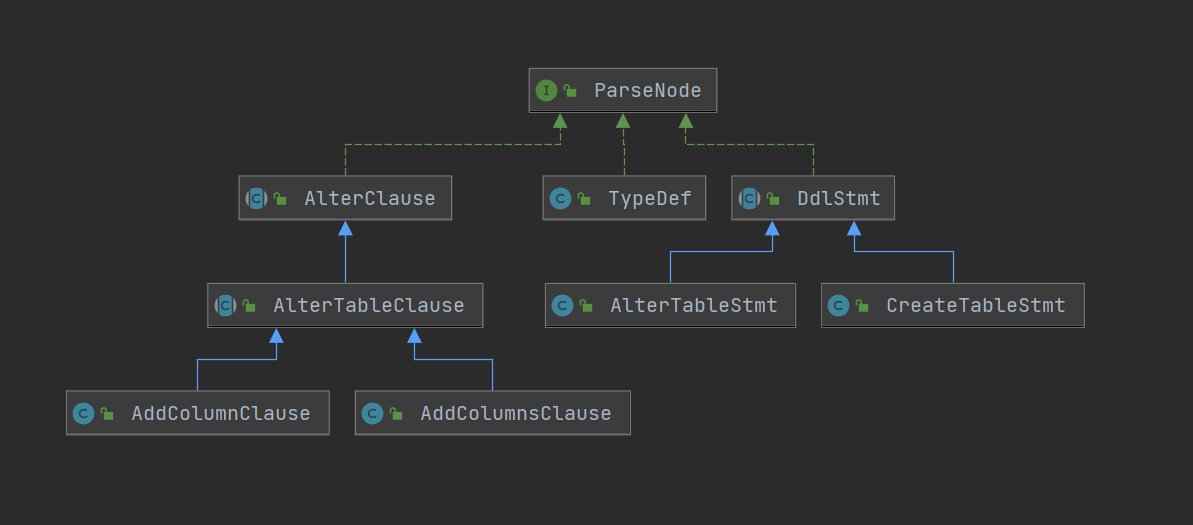 I ParseNode
C AlterClause
C TypeDef
C DdlStmt
C AlterTableClause
C AlterTableStmt
C CreateTableStmt
C AddColumnClause
C AddColumnsClause